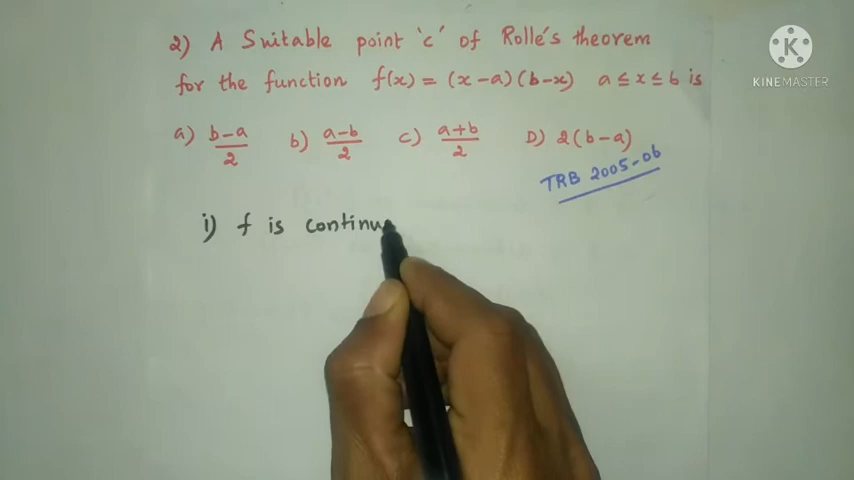 2) A Suitable point 'c' of Rolle's theorem
for the function f(x) = (x-a)(b-x) a ≤ x ≤ b is
a) b-a/2 b) a-b/2 c) a+b/2 D) 2(b-a)
TRB 2005-06
i) f is continu
K
KINEMASTER